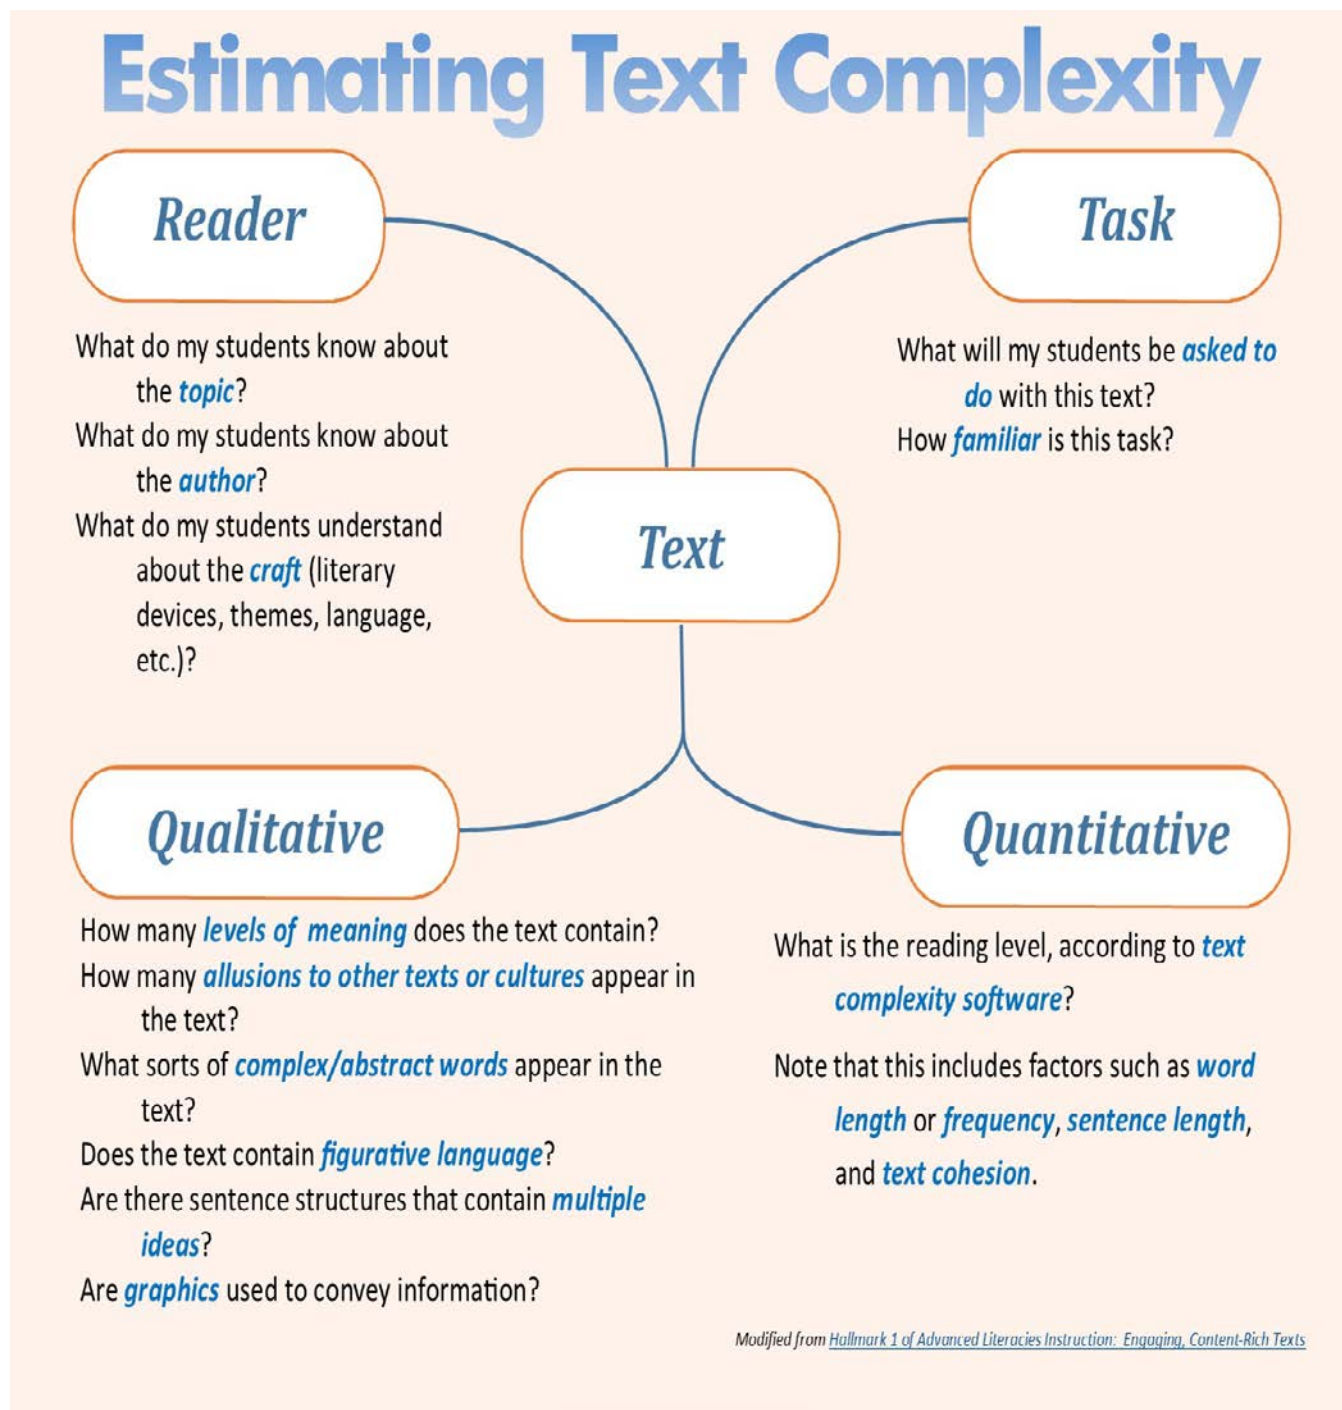 Estimating Text Complexity
Reader
What do my students know about
the topic?
What do my students know about
the author?
What do my students understand
about the craft (literary
devices, themes, language,
etc.)?
Task
What will my students be asked to
do with this text?
How familiar is this task?
Text
Qualitative
How many levels of meaning does the text contain?
How many allusions to other texts or cultures appear in
the text?
What sorts of complex/abstract words appear in the
text?
Does the text contain figurative language?
Are there sentence structures that contain multiple
ideas?
Are graphics used to convey information?
Quantitative
What is the reading level, according to text
complexity software?
Note that this includes factors such as word
length or frequency, sentence length,
and text cohesion.
Modified from Hallmark 1 of Advanced Literacies Instruction: Engaging, Content-Rich Texts